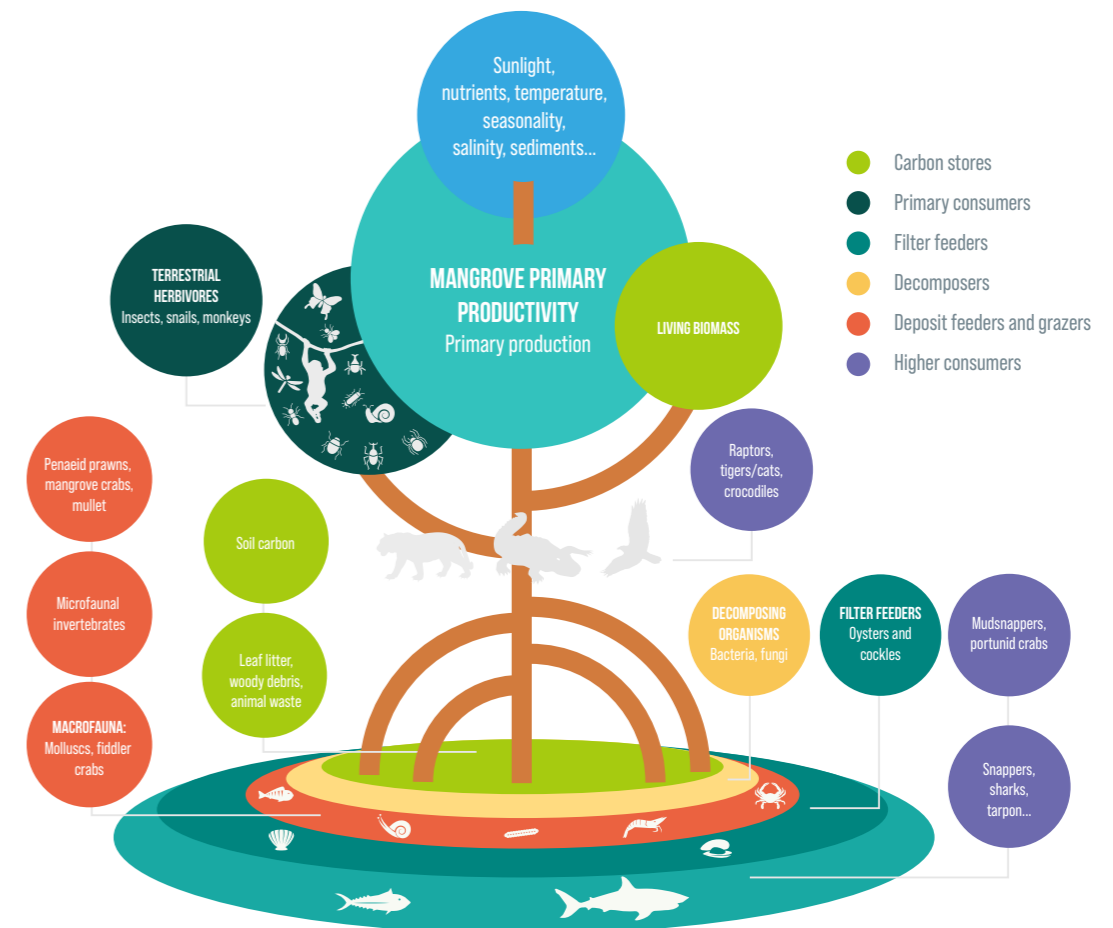 Sunlight,
nutrients, temperature,
seasonality,
salinity, sediments...
MANGROVE PRIMARY
PRODUCTIVITY
Primary production
LIVING BIOMASS
TERRESTRIAL
HERBIVORES
Insects, snails, monkeys
Carbon stores
Primary consumers
Filter feeders
Decomposers
Deposit feeders and grazers
Higher consumers
Penaeid prawns,
mangrove crabs,
mullet
Microfaunal
invertebrates
MACROFAUNA:
Molluscs, fiddler
crabs
Soil carbon
Leaf litter,
woody debris,
animal waste
Raptors,
tigers/cats,
crocodiles
DECOMPOSING
ORGANISMS
Bacteria, fungi
FILTER FEEDERS
Oysters and
cockles
Mudsnappers,
portunid crabs
Snappers,
sharks,
tarpon...